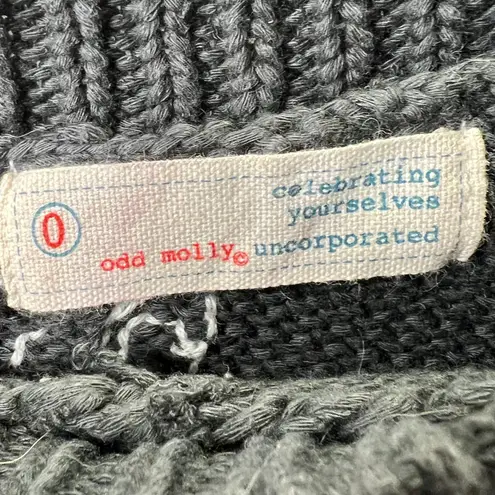 0
celebrating
yourselves
odd molly© uncorporated